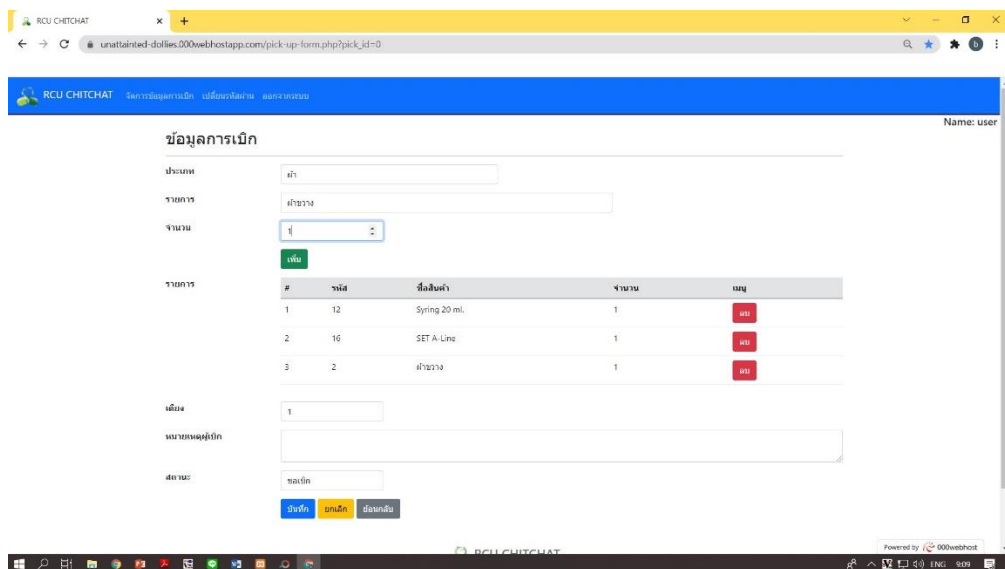 RCU CHITCHAT
unattainted-dollies.000webhostapp.com/pick-up-form.php?pick_id=0
b
RCU CHITCHAT จัดการข้อมูลการเบิก เปลี่ยนรหัสผ่าน ออกจากระบบ
Name: user
ข้อมูลการเบิก
ประเภท ผ้า
รายการ ผ้าขวาง
จำนวน 1
เพิ่ม
รายการ # รหัส ชื่อสินค้า จำนวน เมนู
1 12 Syring 20 ml. 1 ลบ
2 16 SET A-Line 1 ลบ
3 2 ผ้าขวาง 1 ลบ
เตียง 1
หมายเหตุผู้เบิก
สถานะ ขอเบิก
บันทึก ยกเลิก ย้อนกลับ
RCU CHITCHAT
Powered by 000webhost
ENG 9:09